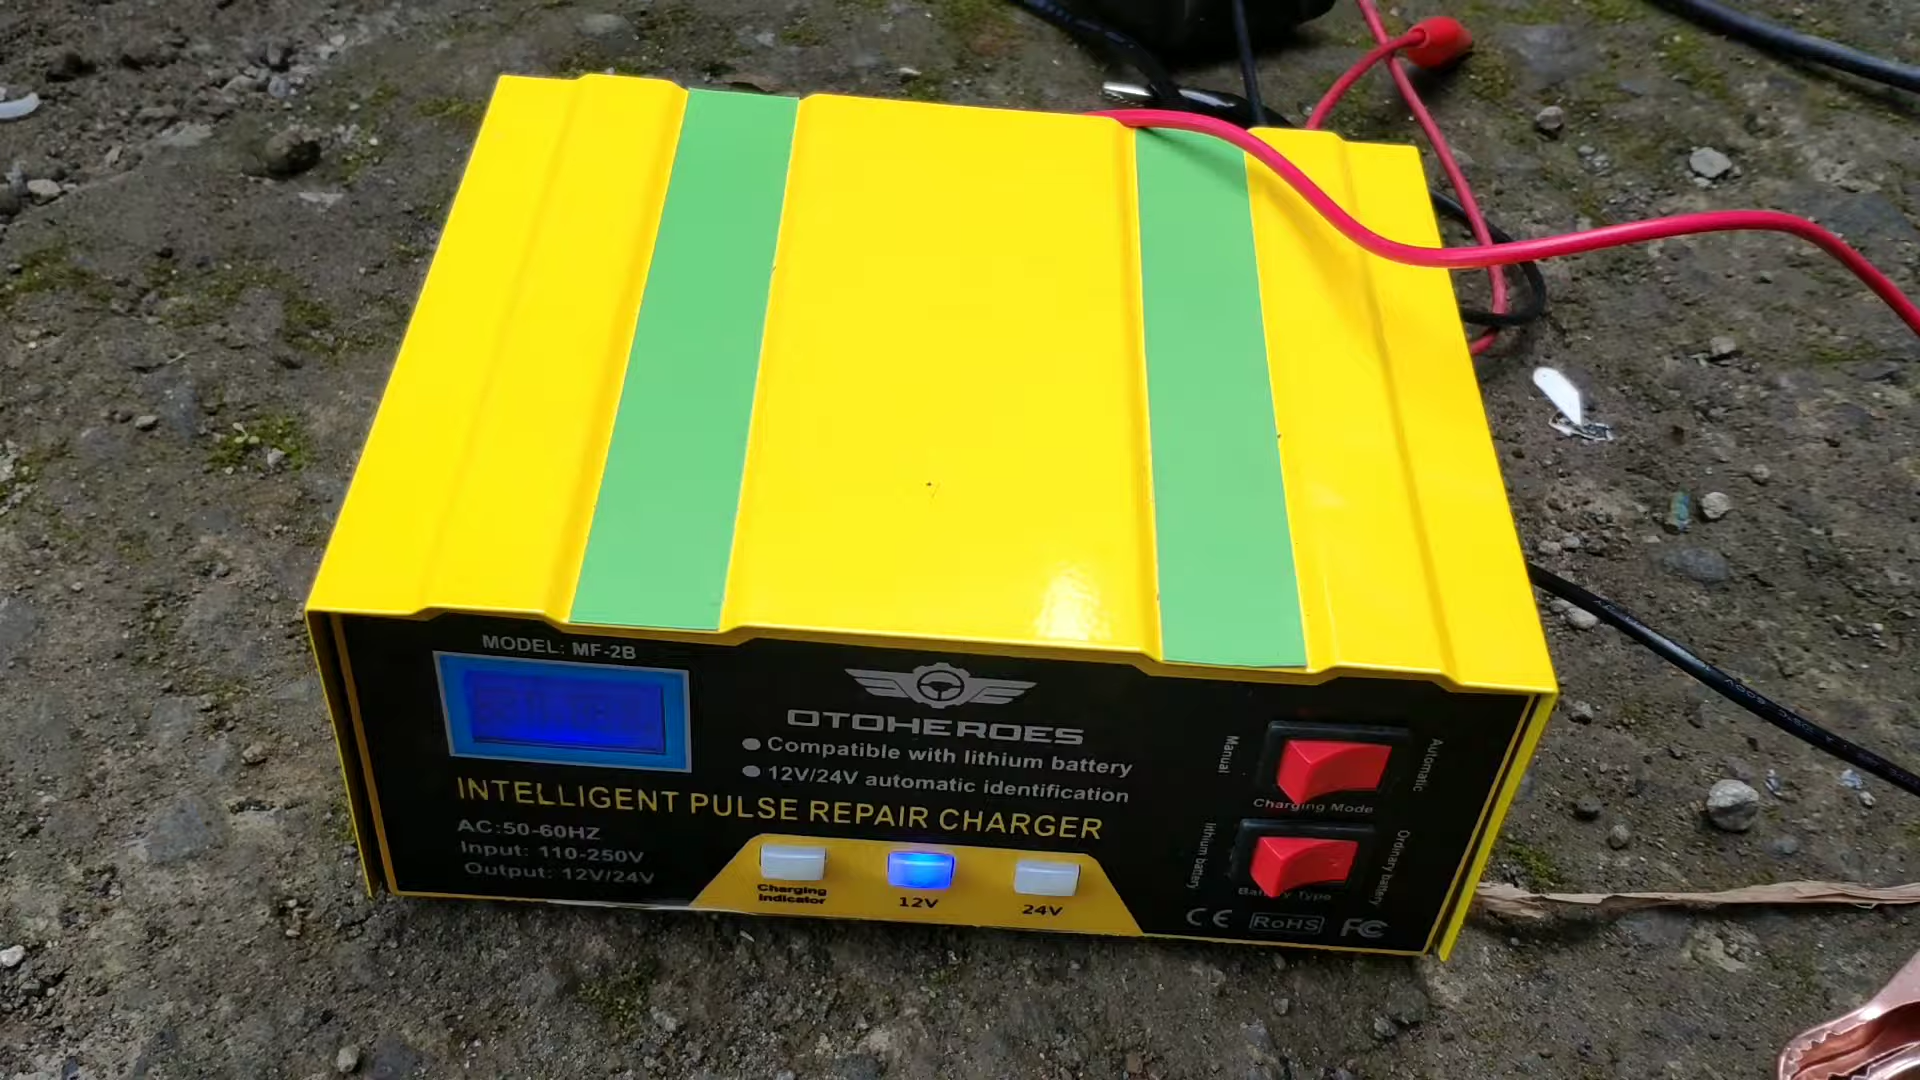 MODEL: MF-2B
OTOHEROES
Compatible with lithium battery
12V/24V automatic identification
INTELLIGENT PULSE REPAIR CHARGER
AC:50-60HZ
Input: 110-250V
Output: 12V/24V
Charging
Indicator
12V
24V
Manual
Automatic
Charging Mode
lithium battery
Ordinary battery
Battery Type
CE RoHS FC